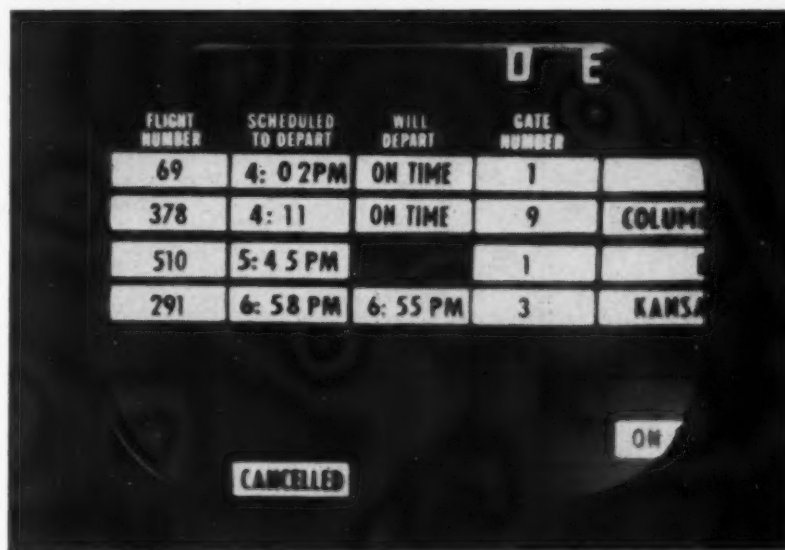 D E
FLIGHT NUMBER SCHEDULED TO DEPART WILL DEPART GATE NUMBER
69 4: 0 2PM ON TIME 1
378 4: 11 ON TIME 9 COLUM
510 5: 4 5 PM 1
291 6: 58 PM 6: 55 PM 3 KANSA
ON
CANCELLED